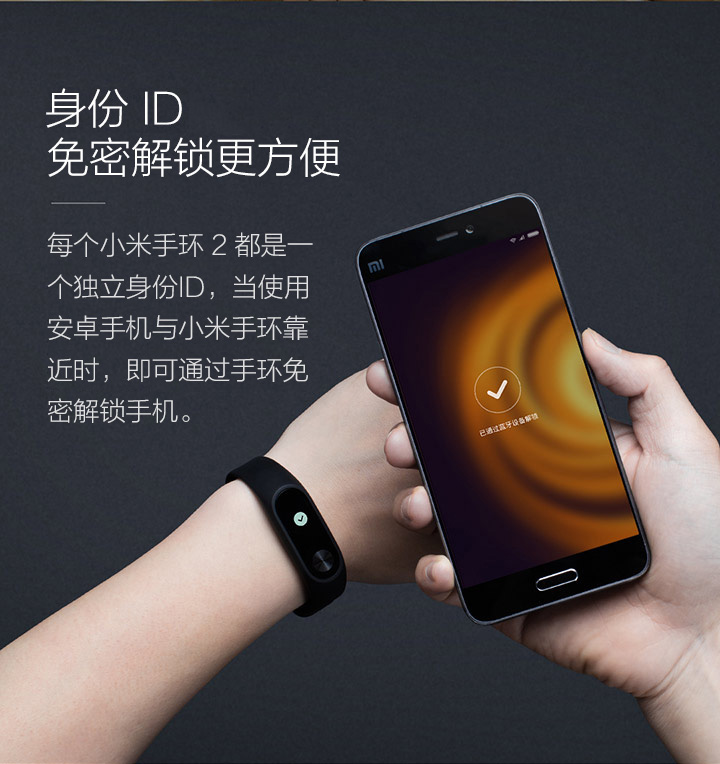 身份 ID
免密解锁更方便
每个小米手环 2 都是一
个独立身份ID，当使用
安卓手机与小米手环靠
近时，即可通过手环免
密解锁手机。
mi
已通过蓝牙设备解锁